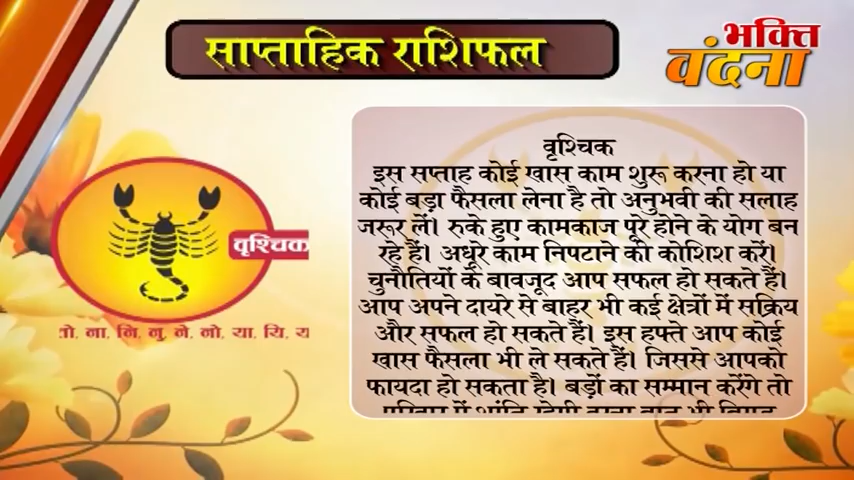 साप्ताहिक राशिफल
भक्ति
वंदना
वृश्चिक
इस सप्ताह कोई खास काम शुरू करना हो या
कोई बड़ा फैसला लेना है तो अनुभवी की सलाह
जरूर लें। रुके हुए कामकाज पूरे होने के योग बन
रहे हैं। अधूरे काम निपटाने की कोशिश करें।
चुनौतियों के बावजूद आप सफल हो सकते हैं।
आप अपने दायरे से बाहर भी कई क्षेत्रों में सक्रिय
और सफल हो सकते हैं। इस हफ्ते आप कोई
खास फैसला भी ले सकते हैं। जिससे आपको
फायदा हो सकता है। बड़ों का सम्मान करेंगे तो
वृश्चिक
ना. नि. नु. ने. नो. या. यि.